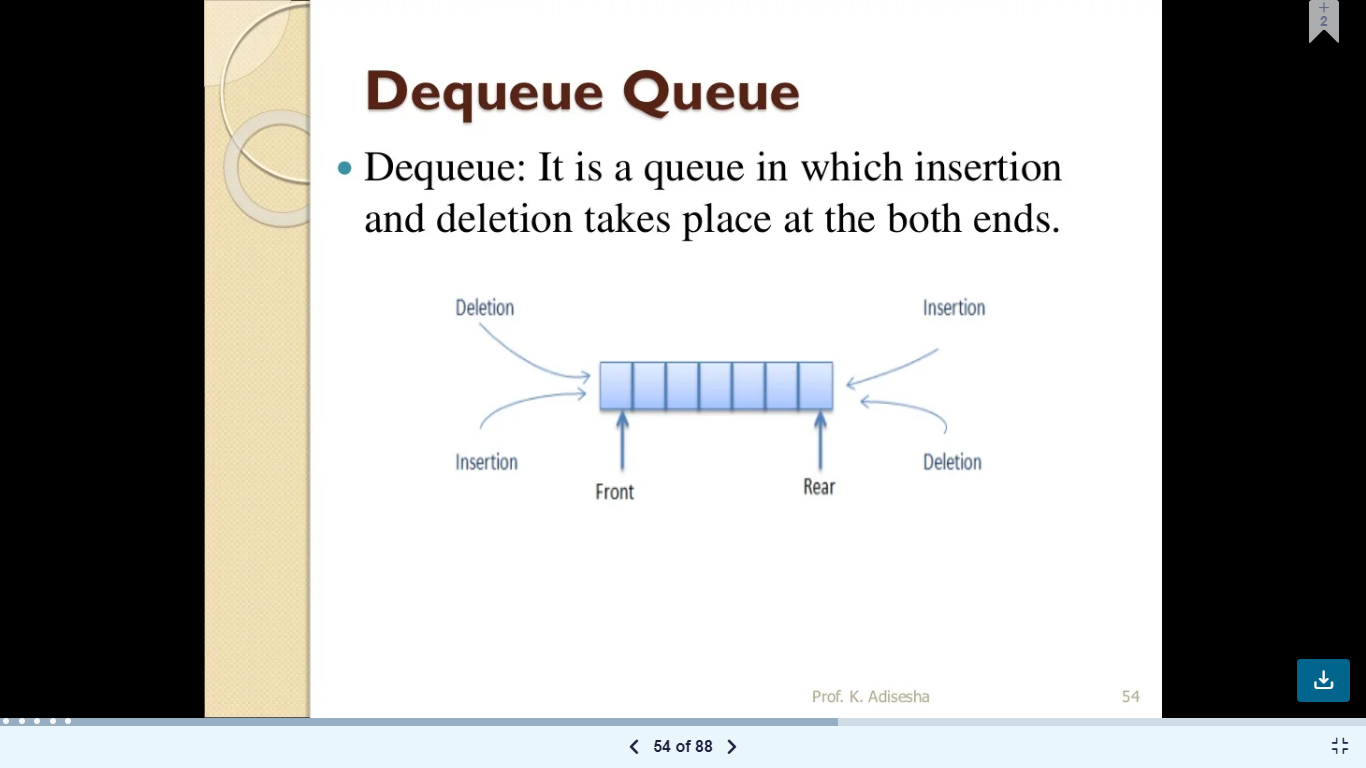 +
2
Dequeue Queue
• Dequeue: It is a queue in which insertion
and deletion takes place at the both ends.
Deletion
Insertion
Insertion
Deletion
Front
Rear
Prof. K. Adisesha
54
54 of 88